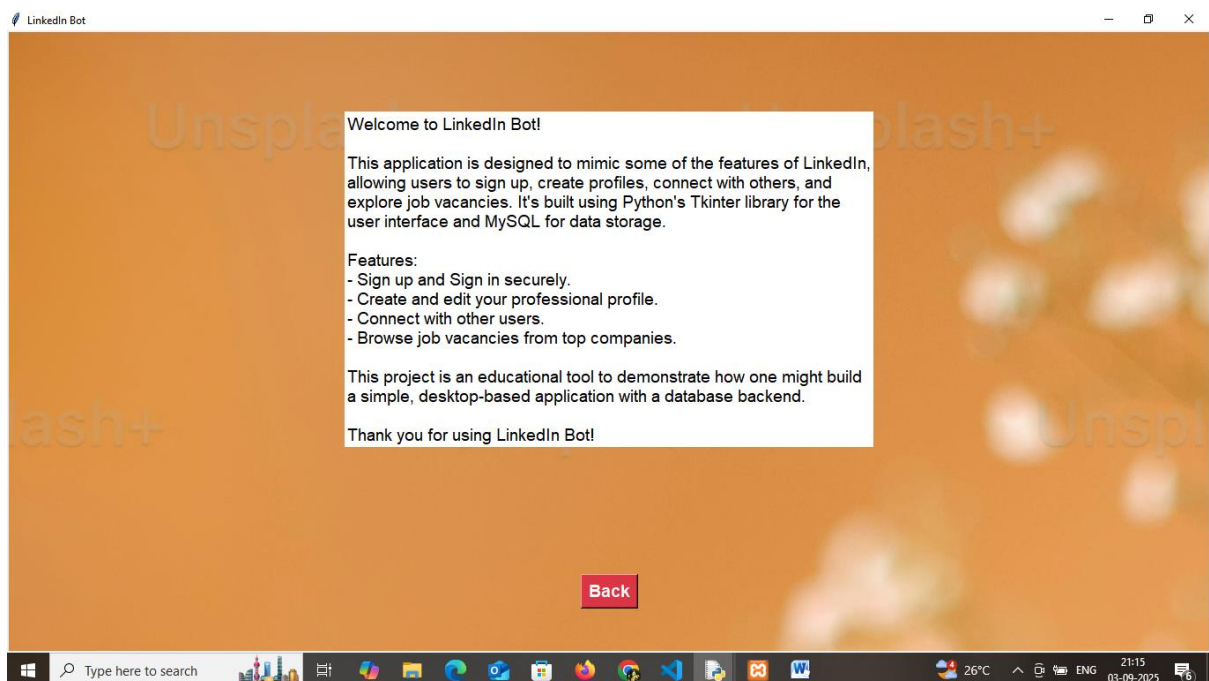 LinkedIn Bot
Unsplash+
Welcome to LinkedIn Bot!
This application is designed to mimic some of the features of LinkedIn,
allowing users to sign up, create profiles, connect with others, and
explore job vacancies. It's built using Python's Tkinter library for the
user interface and MySQL for data storage.
Features:
- Sign up and Sign in securely.
- Create and edit your professional profile.
- Connect with other users.
- Browse job vacancies from top companies.
This project is an educational tool to demonstrate how one might build
a simple, desktop-based application with a database backend.
Thank you for using LinkedIn Bot!
Back
Type here to search
26°C
ENG
21:15
03-09-2025